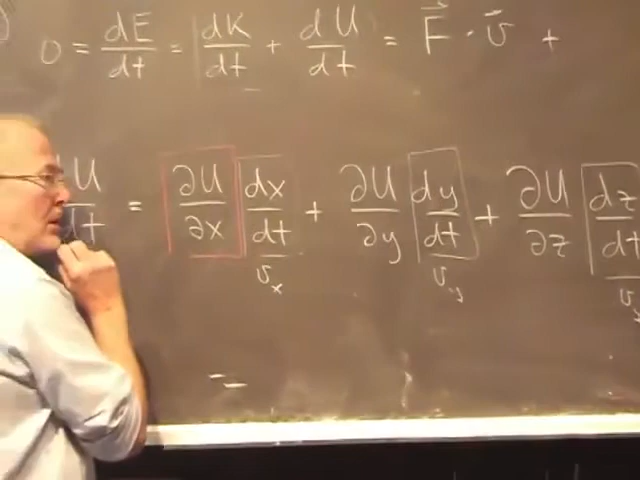 0 = dE/dt = dK/dt + dU/dt = F⃗ · v⃗ +
dU/dt = ∂U/∂x dx/dt + ∂U/∂y dy/dt + ∂U/∂z dz/dt
v_x v_y